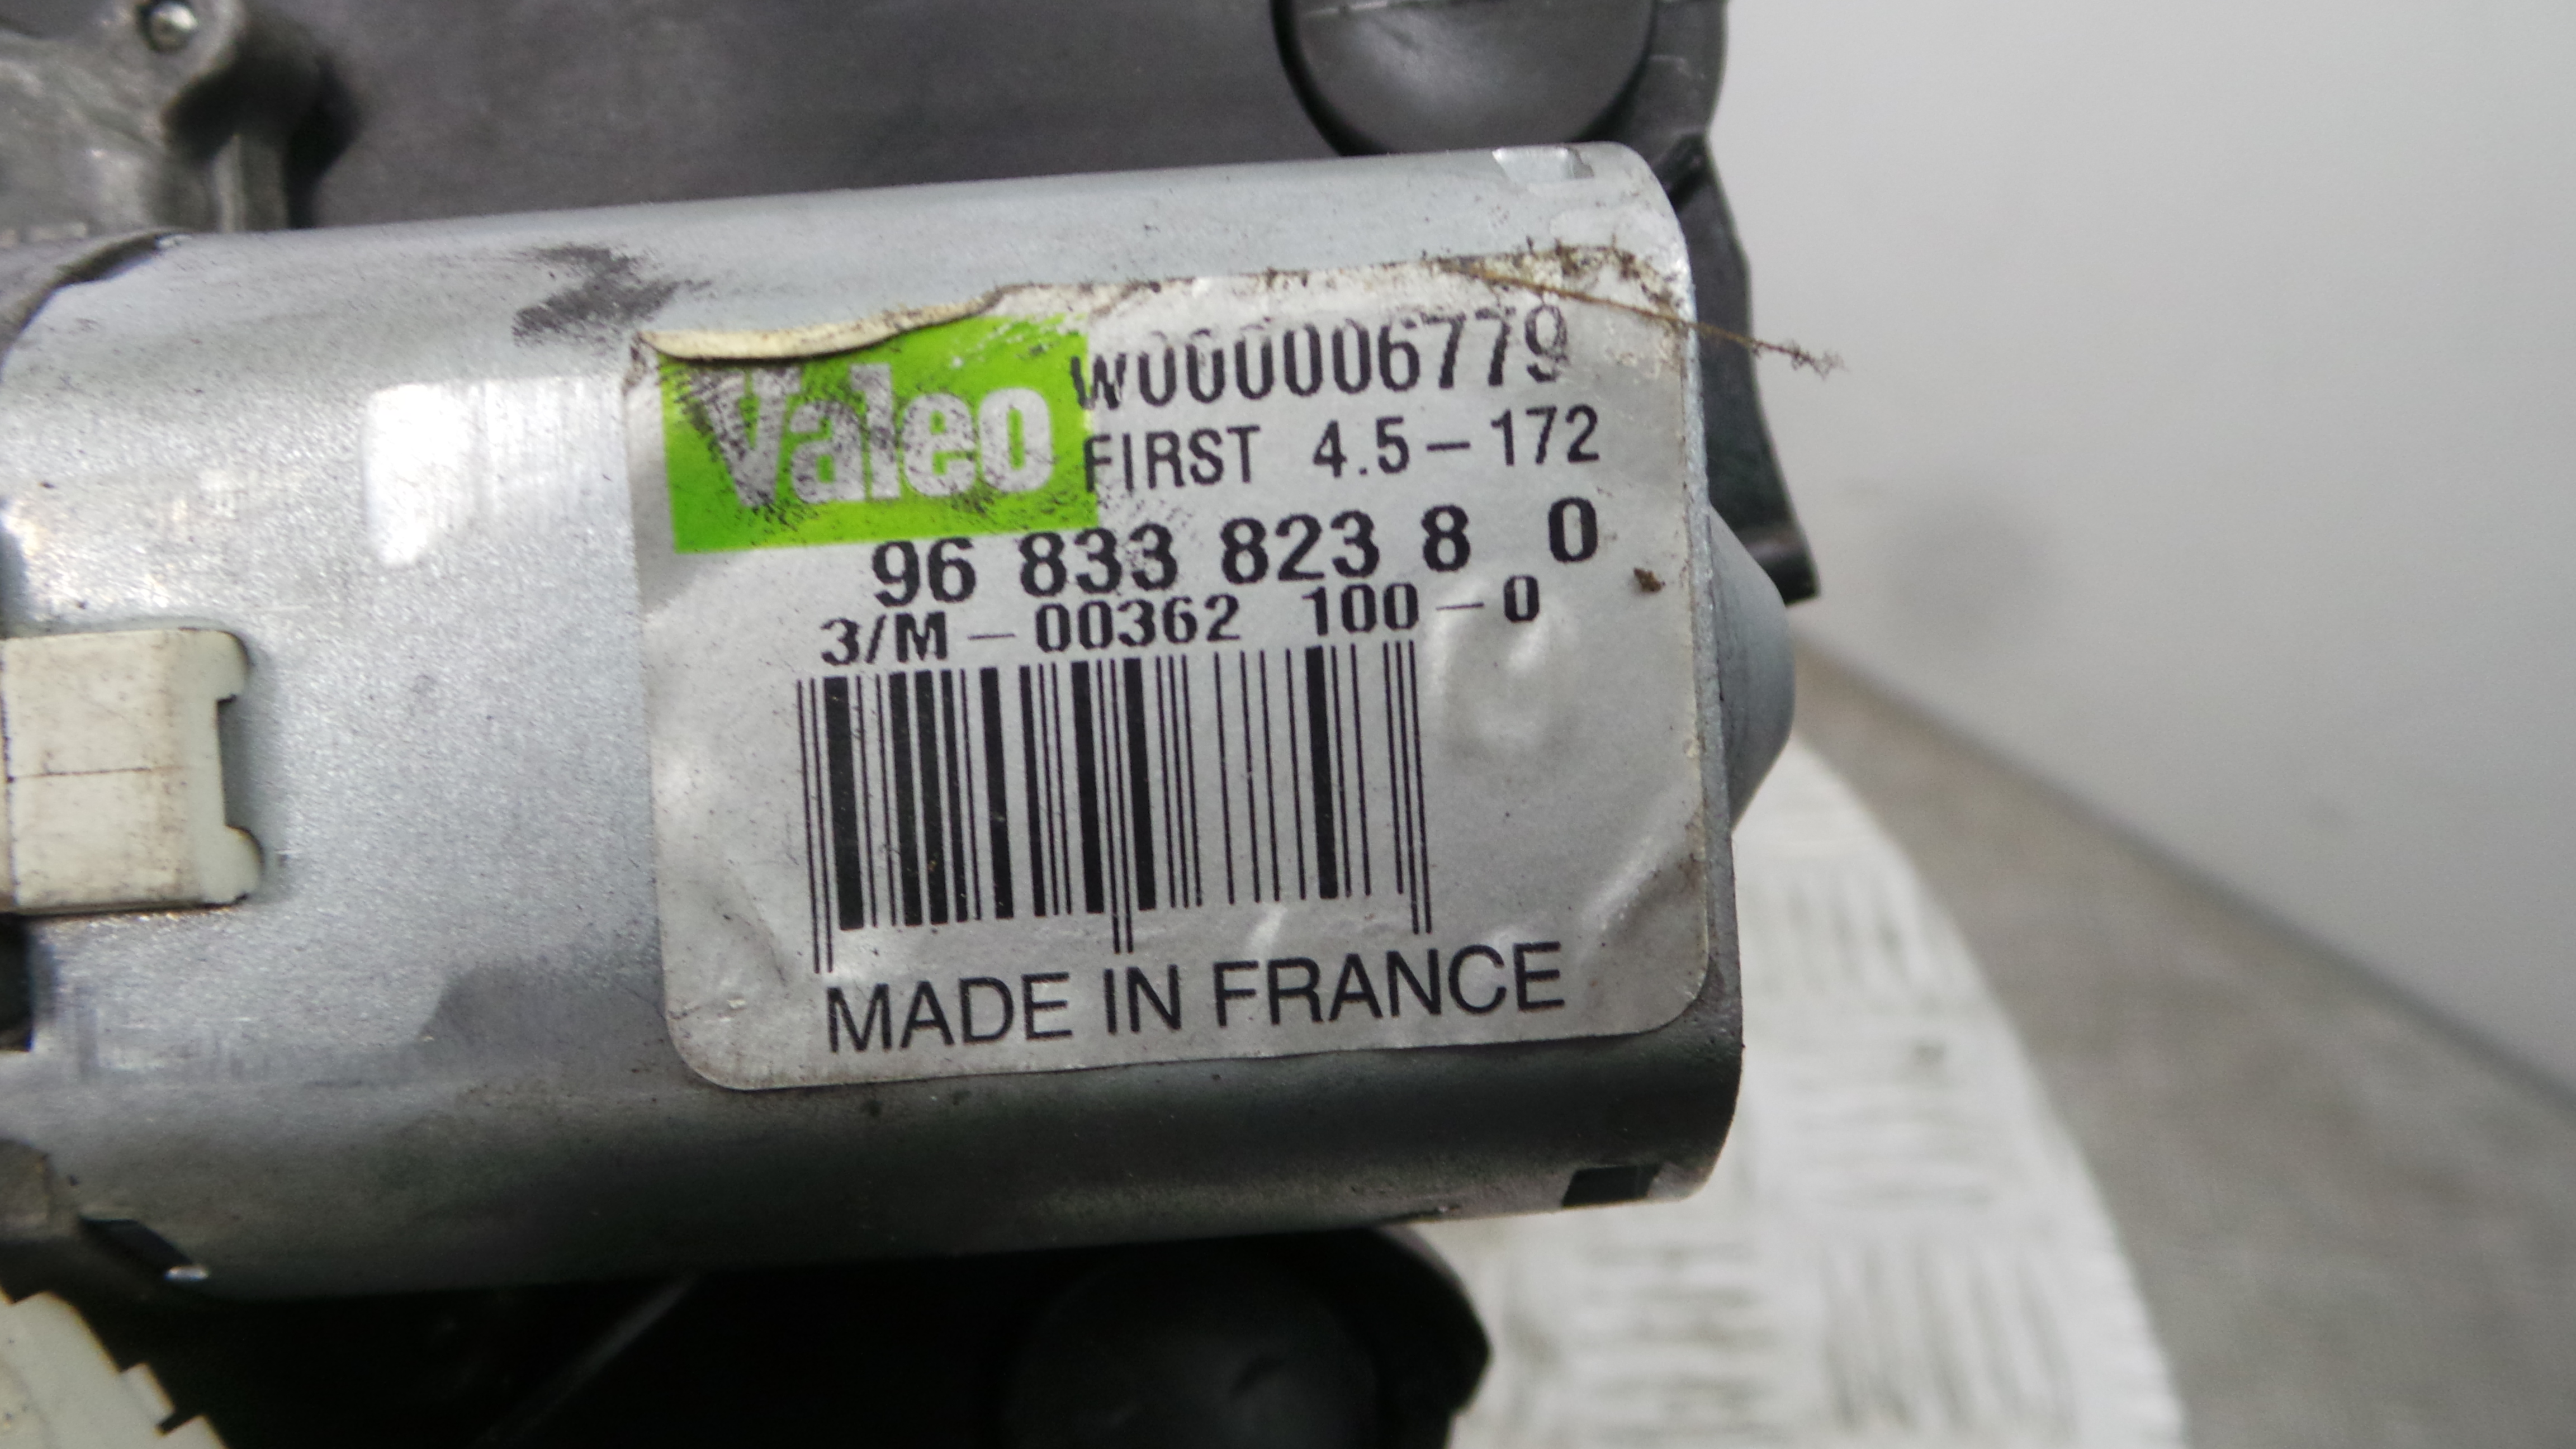 Valeo
W000006779
FIRST 4.5-172
96 833 823 8 0
3/M-00362 100-0
MADE IN FRANCE